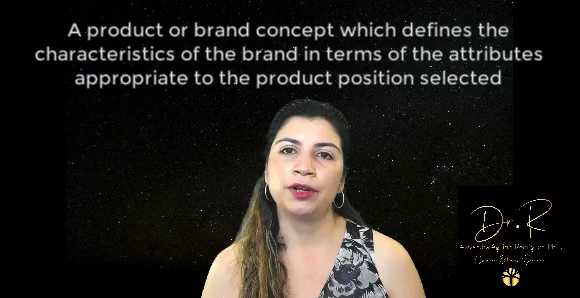 A product or brand concept which defines the
characteristics of the brand in terms of the attributes
appropriate to the product position selected
Dr. R